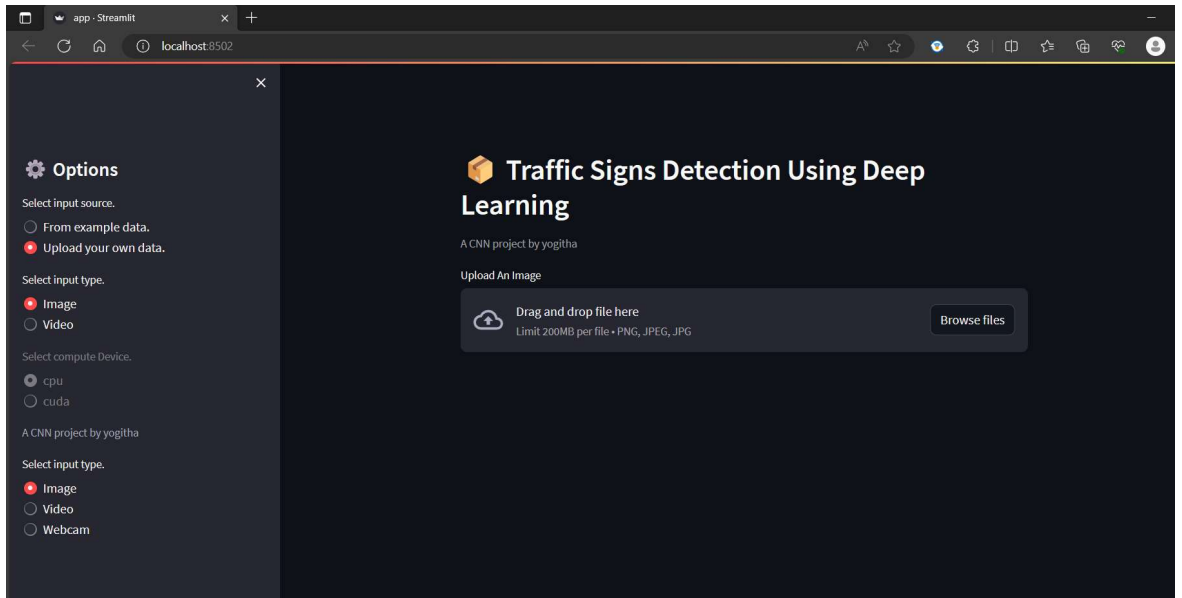 app · Streamlit
localhost:8502
Options
Select input source.
From example data.
Upload your own data.
Select input type.
Image
Video
Select compute Device.
cpu
cuda
A CNN project by yogitha
Select input type.
Image
Video
Webcam
Traffic Signs Detection Using Deep
Learning
A CNN project by yogitha
Upload An Image
Drag and drop file here
Limit 200MB per file • PNG, JPEG, JPG
Browse files